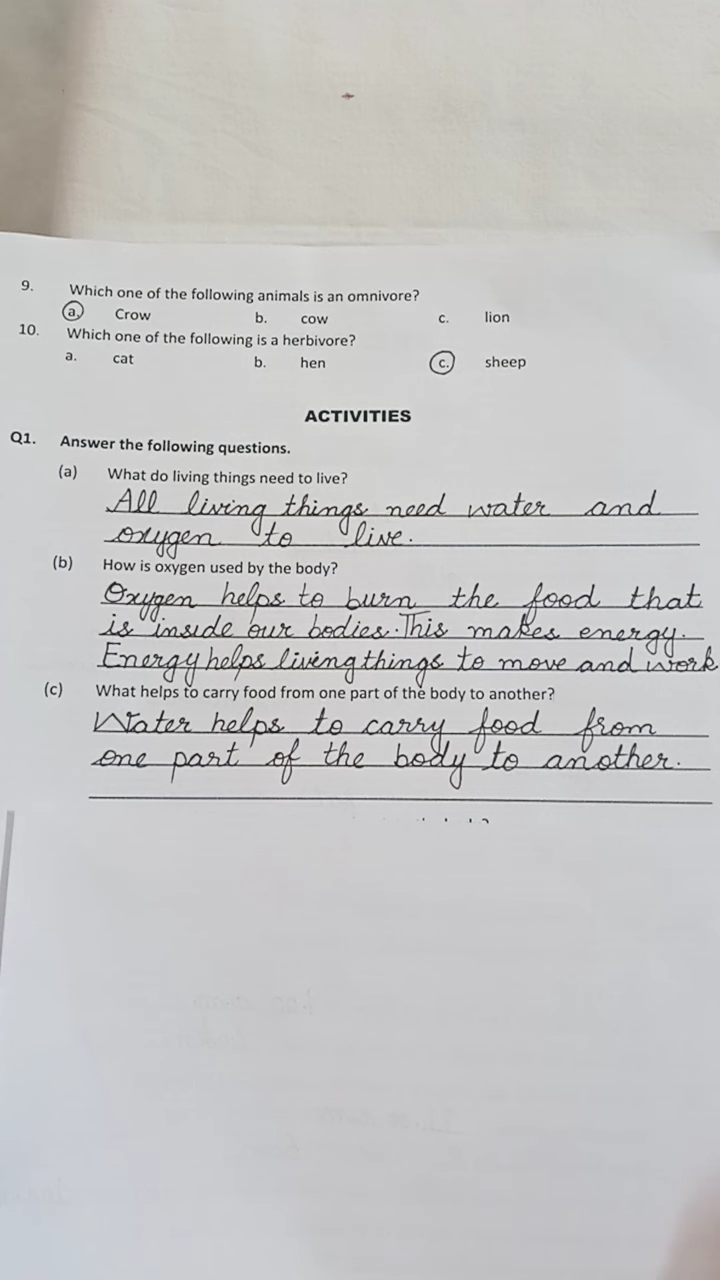 9. Which one of the following animals is an omnivore?
a. Crow b. cow c. lion
10. Which one of the following is a herbivore?
a. cat b. hen c. sheep
ACTIVITIES
Q1. Answer the following questions.
(a) What do living things need to live?
All living things need water and
oxygen to live.
(b) How is oxygen used by the body?
Oxygen helps to burn the food that
is inside our bodies. This makes energy.
Energy helps living things to move and work
(c) What helps to carry food from one part of the body to another?
Water helps to carry food from
one part of the body to another.